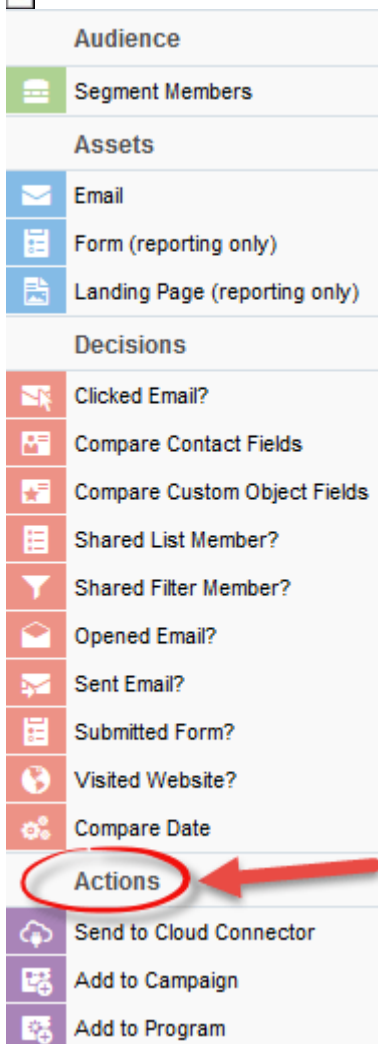 Audience
Segment Members
Assets
Email
Form (reporting only)
Landing Page (reporting only)
Decisions
Clicked Email?
Compare Contact Fields
Compare Custom Object Fields
Shared List Member?
Shared Filter Member?
Opened Email?
Sent Email?
Submitted Form?
Visited Website?
Compare Date
Actions
Send to Cloud Connector
Add to Campaign
Add to Program